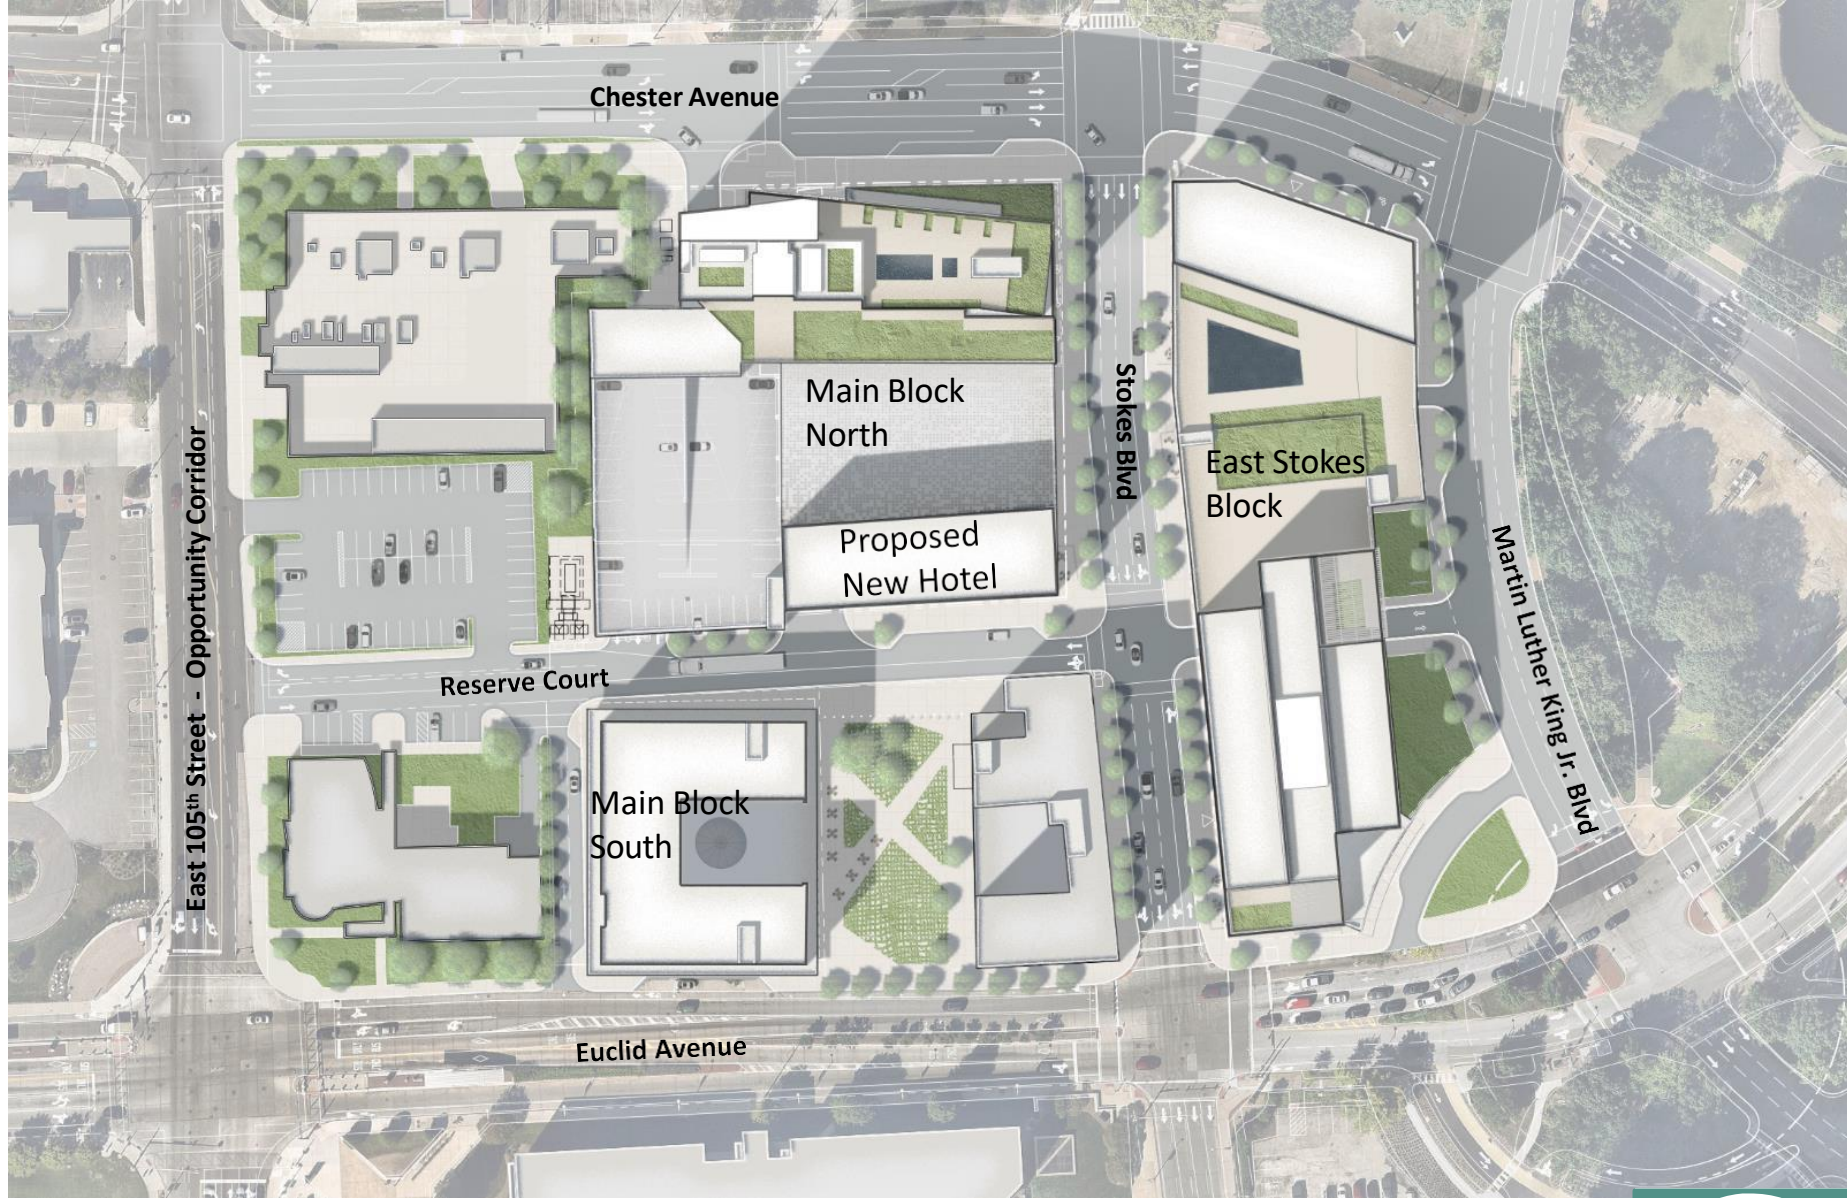 Chester Avenue
Main Block
North
Stokes Blvd
East Stokes
Block
East 105th Street - Opportunity Corridor
Proposed
New Hotel
Martin Luther King Jr. Blvd
Reserve Court
Main Block
South
Euclid Avenue